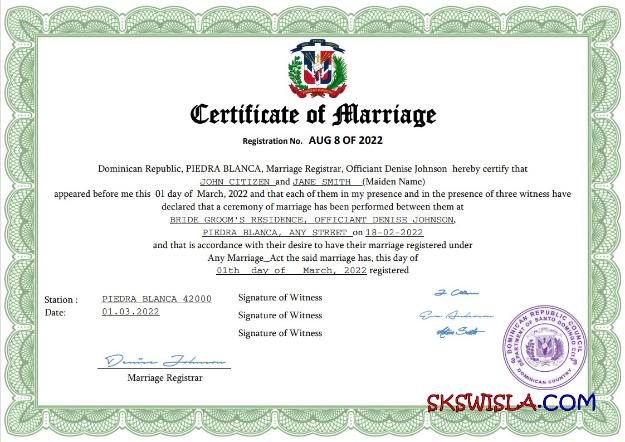 Certificate of Marriage
Registration No. AUG 8 OF 2022
Dominican Republic, PIEDRA BLANCA, Marriage Registrar, Officiant Denise Johnson hereby certify that
JOHN CITIZEN and JANE SMITH (Maiden Name)
appeared before me this 01 day of March, 2022 and that each of them in my presence and in the presence of three witness have
declared that a ceremony of marriage has been performed between them at
BRIDE GROOM'S RESIDENCE, OFFICIANT DENISE JOHNSON,
PIEDRA BLANCA, ANY STREET on 18-02-2022
and that is accordance with their desire to have their marriage registered under
Any Marriage_Act the said marriage has, this day of
01th day of March, 2022 registered
Station : PIEDRA BLANCA 42000
Date: 01.03.2022
Signature of Witness
Signature of Witness
Signature of Witness
Denise Johnson
Marriage Registrar
DOMINICAN REPUBLIC COUNCIL
DEPARTMENT OF SANTO DOMINGO CITY
DOMINICAN COUNTRY
SKSWISLA.COM